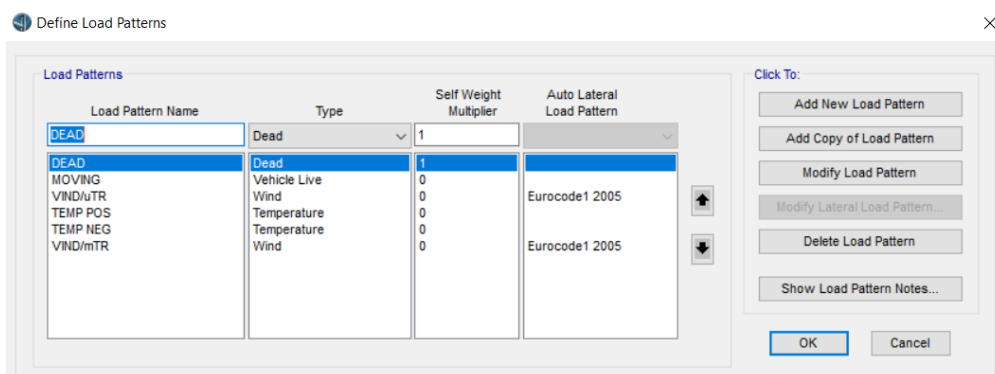 Define Load Patterns
Load Patterns
Click To:
Load Pattern Name Type Self Weight Multiplier Auto Lateral Load Pattern
DEAD Dead 1
DEAD Dead 1
MOVING Vehicle Live 0
VIND/uTR Wind 0 Eurocode1 2005
TEMP POS Temperature 0
TEMP NEG Temperature 0
VIND/mTR Wind 0 Eurocode1 2005
Add New Load Pattern
Add Copy of Load Pattern
Modify Load Pattern
Modify Lateral Load Pattern...
Delete Load Pattern
Show Load Pattern Notes...
OK Cancel